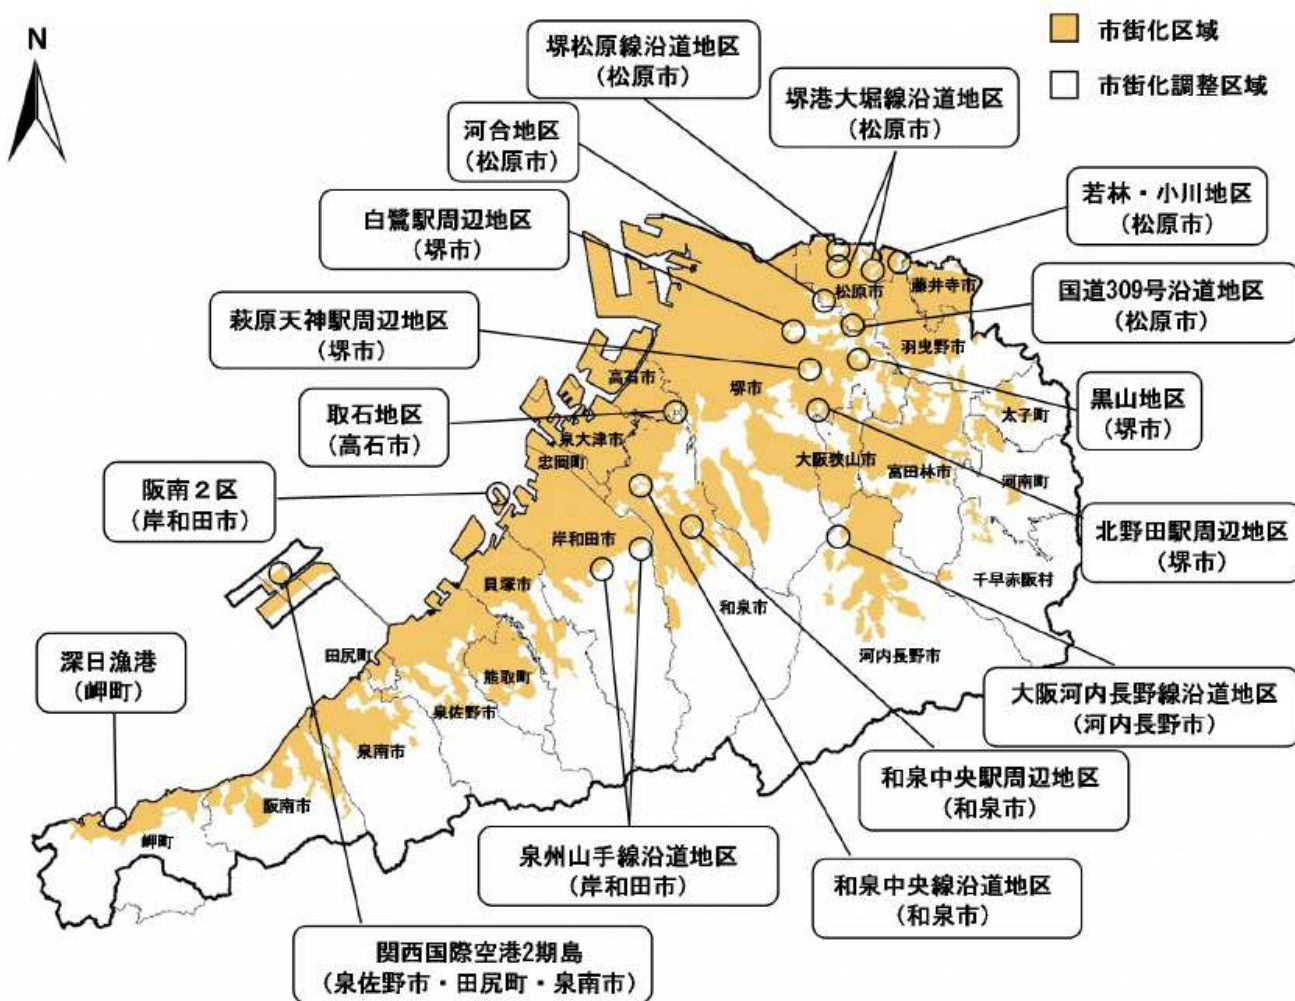 N
市街化区域
市街化調整区域
堺松原線沿道地区
(松原市)
堺港大堀線沿道地区
(松原市)
河合地区
(松原市)
若林・小川地区
(松原市)
白鷺駅周辺地区
(堺市)
国道309号沿道地区
(松原市)
萩原天神駅周辺地区
(堺市)
黒山地区
(堺市)
取石地区
(高石市)
阪南2区
(岸和田市)
北野田駅周辺地区
(堺市)
深日漁港
(岬町)
大阪河内長野線沿道地区
(河内長野市)
和泉中央駅周辺地区
(和泉市)
泉州山手線沿道地区
(岸和田市)
和泉中央線沿道地区
(和泉市)
関西国際空港2期島
(泉佐野市・田尻町・泉南市)
松原市
藤井寺市
羽曳野市
高石市
堺市
太子町
泉大津市
忠岡町
大阪狭山市
富田林市
河南町
岸和田市
千早赤阪村
貝塚市
和泉市
河内長野市
田尻町
熊取町
泉佐野市
泉南市
阪南市
岬町